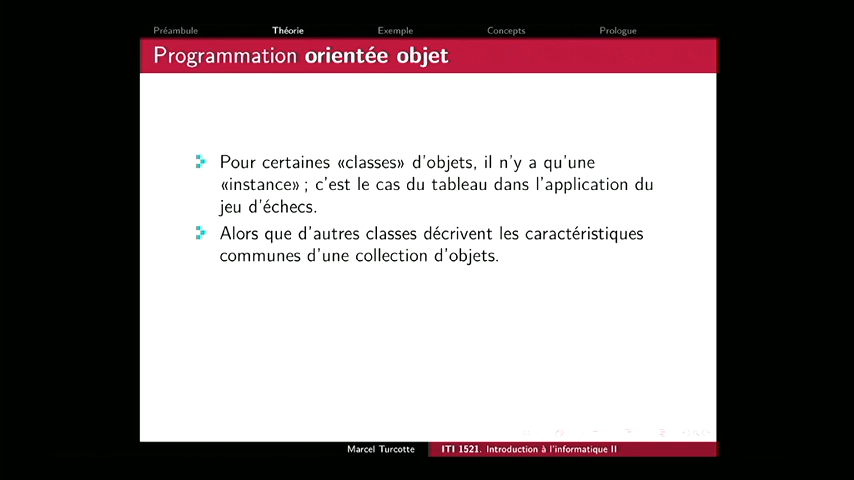 Préambule Théorie Exemple Concepts Prologue
Programmation orientée objet
Pour certaines «classes» d'objets, il n'y a qu'une
«instance» ; c'est le cas du tableau dans l'application du
jeu d'échecs.
Alors que d'autres classes décrivent les caractéristiques
communes d'une collection d'objets.
Marcel Turcotte ITI 1521. Introduction à l'informatique II